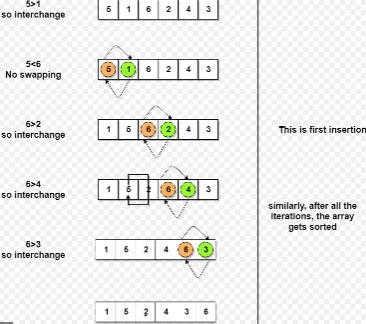 5>1
so interchange
5 1 6 2 4 3
5<6
No swapping
5 1 6 2 4 3
6>2
so interchange
1 5 6 2 4 3
This is first insertion
6>4
so interchange
1 5 2 6 4 3
similarly, after all the
iterations, the array
gets sorted
6>3
so interchange
1 5 2 4 6 3
1 5 2 4 3 6